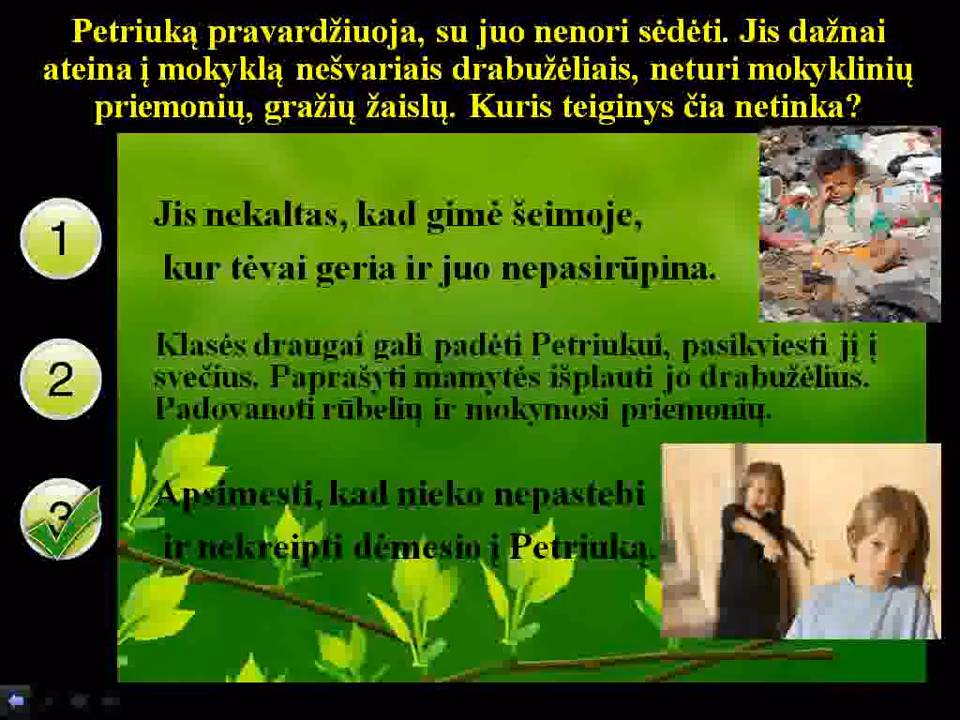 Petriuką pravardžiuoja, su juo nenori sėdėti. Jis dažnai
ateina į mokyklą nešvariais drabužėliais, neturi mokyklinių
priemonių, gražių žaislų. Kuris teiginys čia netinka?
1
Jis nekaltas, kad gimė šeimoje,
kur tėvai geria ir juo nepasirūpina.
2
Klasės draugai gali padėti Petriukui, pasikviesti jį į
svečius. Paprašyti mamytės išplauti jo drabužėlius.
Padovanoti rūbelių ir mokymosi priemonių.
3
Apsimesti, kad nieko nepastebi
ir nekreipti dėmesio į Petriuką.